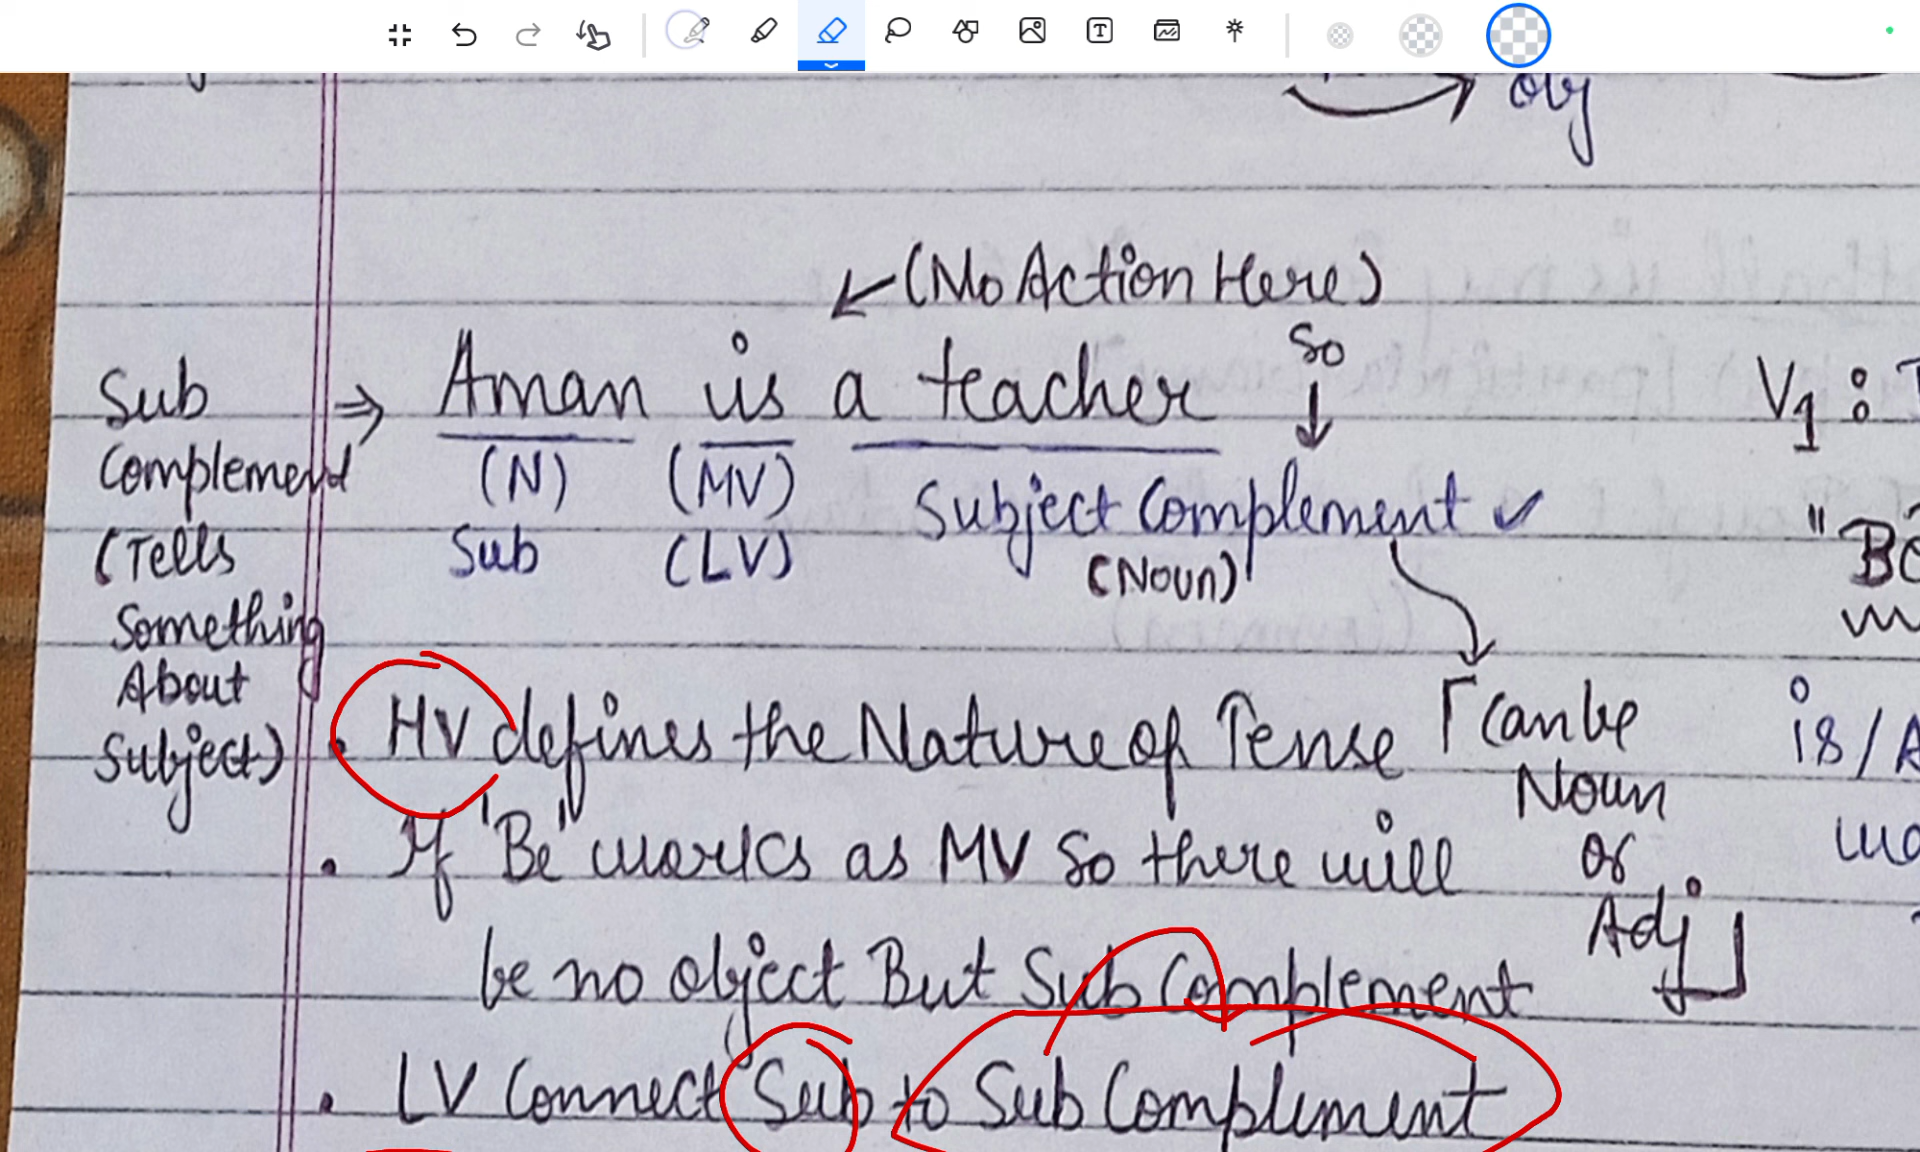 obj
(No Action Here)
so
Sub
Complement
(Tells
Something
About
Subject)
⇒ Aman is a teacher ↓
(N) (MV) Subject Complement ✓
Sub (LV) (Noun)
V1 :
"Be
is/A
• HV defines the Nature of Tense
[Can be
Noun
or
Adj]
• If 'Be' works as MV so there will
be no object But Sub Complement
• LV Connect Sub to Sub Complement